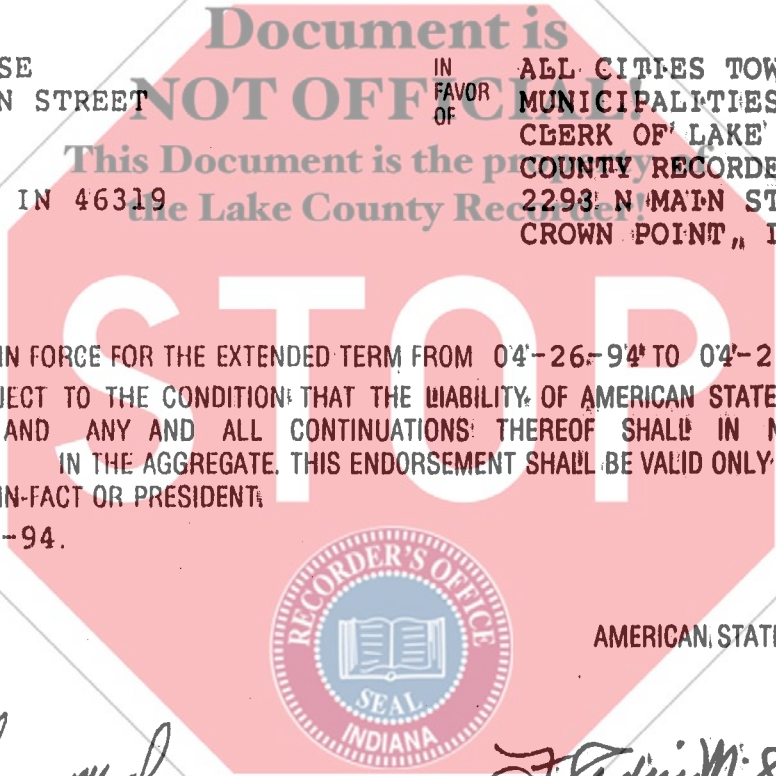 Document is
NOT OFFICIAL!
This Document is the property of
the Lake County Recorder!
SE
N STREET
IN 46319
IN
FAVOR
OF
ALL CITIES TOW
MUNICIPALITIES
CLERK OF LAKE
COUNTY RECORDE
2293 N MAIN ST
CROWN POINT, I
STOP
IN FORCE FOR THE EXTENDED TERM FROM 04-26-94 TO 04-2
JECT TO THE CONDITION THAT THE LIABILITY OF AMERICAN STATE
AND ANY AND ALL CONTINUATIONS THEREOF SHALL IN N
IN THE AGGREGATE. THIS ENDORSEMENT SHALL BE VALID ONLY
IN-FACT OR PRESIDENT.
-94.
RECORDER'S OFFICE
SEAL
INDIANA
AMERICAN STATE